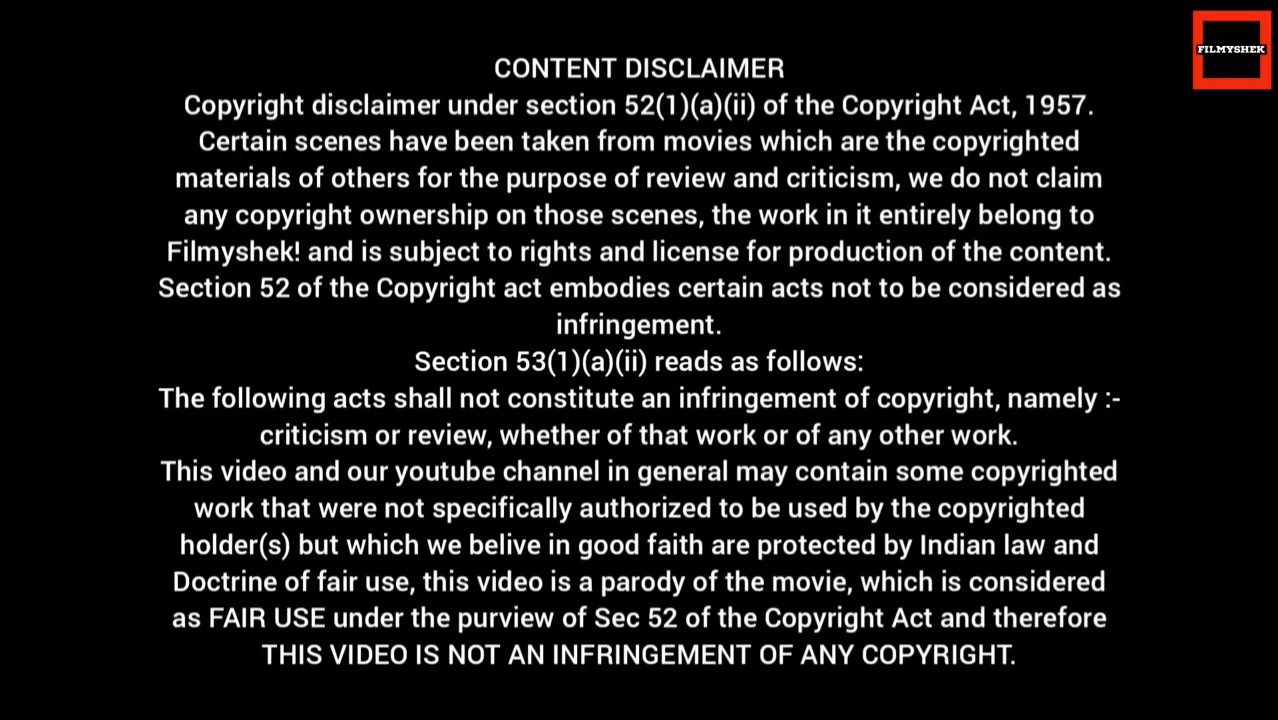 FILMYSHEK
CONTENT DISCLAIMER
Copyright disclaimer under section 52(1)(a)(ii) of the Copyright Act, 1957.
Certain scenes have been taken from movies which are the copyrighted
materials of others for the purpose of review and criticism, we do not claim
any copyright ownership on those scenes, the work in it entirely belong to
Filmyshek! and is subject to rights and license for production of the content.
Section 52 of the Copyright act embodies certain acts not to be considered as
infringement.
Section 53(1)(a)(ii) reads as follows:
The following acts shall not constitute an infringement of copyright, namely :-
criticism or review, whether of that work or of any other work.
This video and our youtube channel in general may contain some copyrighted
work that were not specifically authorized to be used by the copyrighted
holder(s) but which we belive in good faith are protected by Indian law and
Doctrine of fair use, this video is a parody of the movie, which is considered
as FAIR USE under the purview of Sec 52 of the Copyright Act and therefore
THIS VIDEO IS NOT AN INFRINGEMENT OF ANY COPYRIGHT.